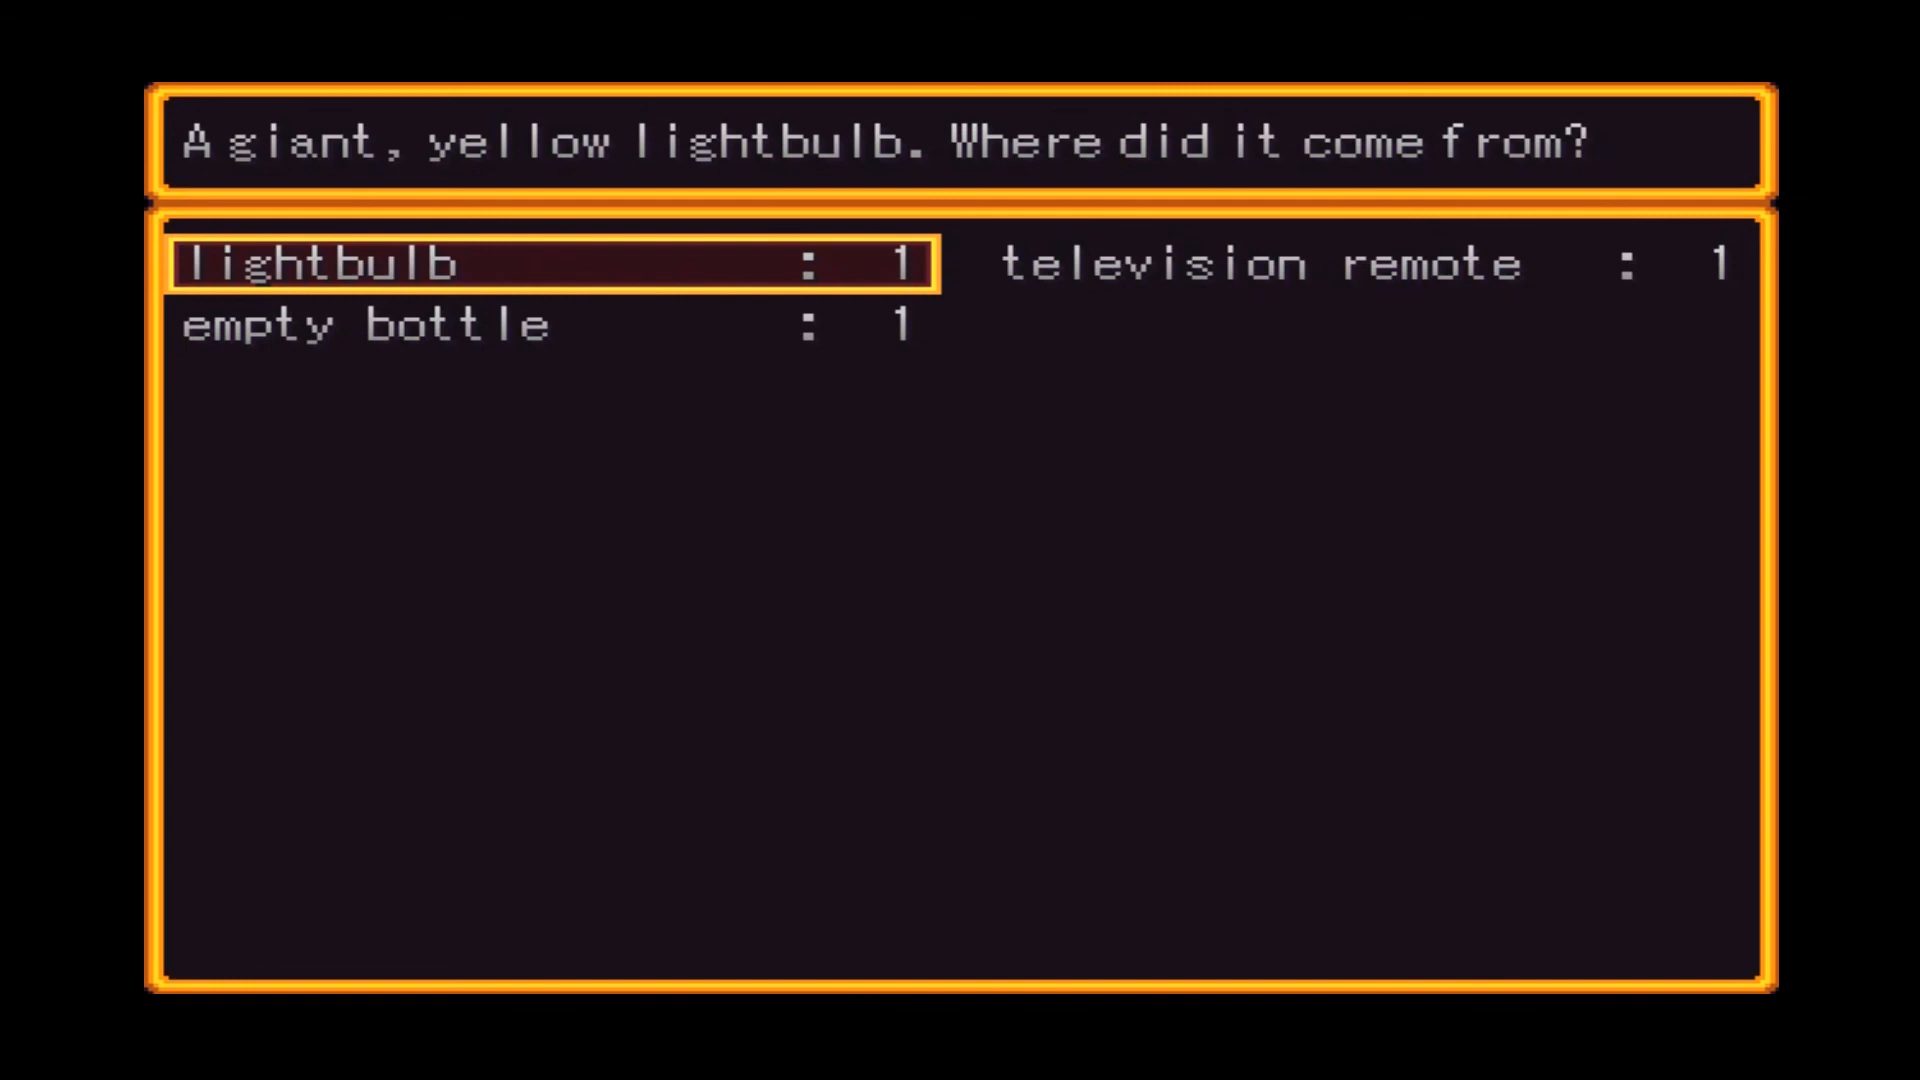 A giant, yellow lightbulb. Where did it come from?
lightbulb : 1 television remote : 1
empty bottle : 1